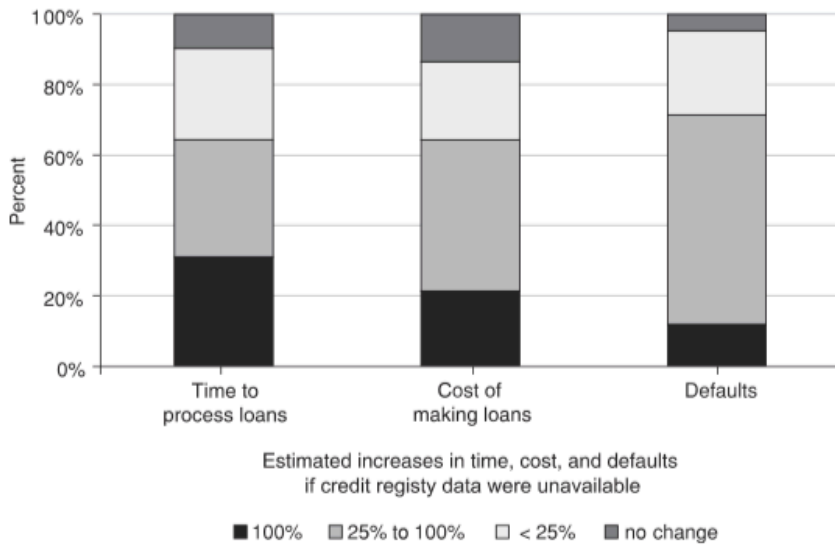 100%
80%
60%
40%
20%
0%
Percent
Time to
process loans
Cost of
making loans
Defaults
Estimated increases in time, cost, and defaults
if credit registy data were unavailable
100% 25% to 100% < 25% no change